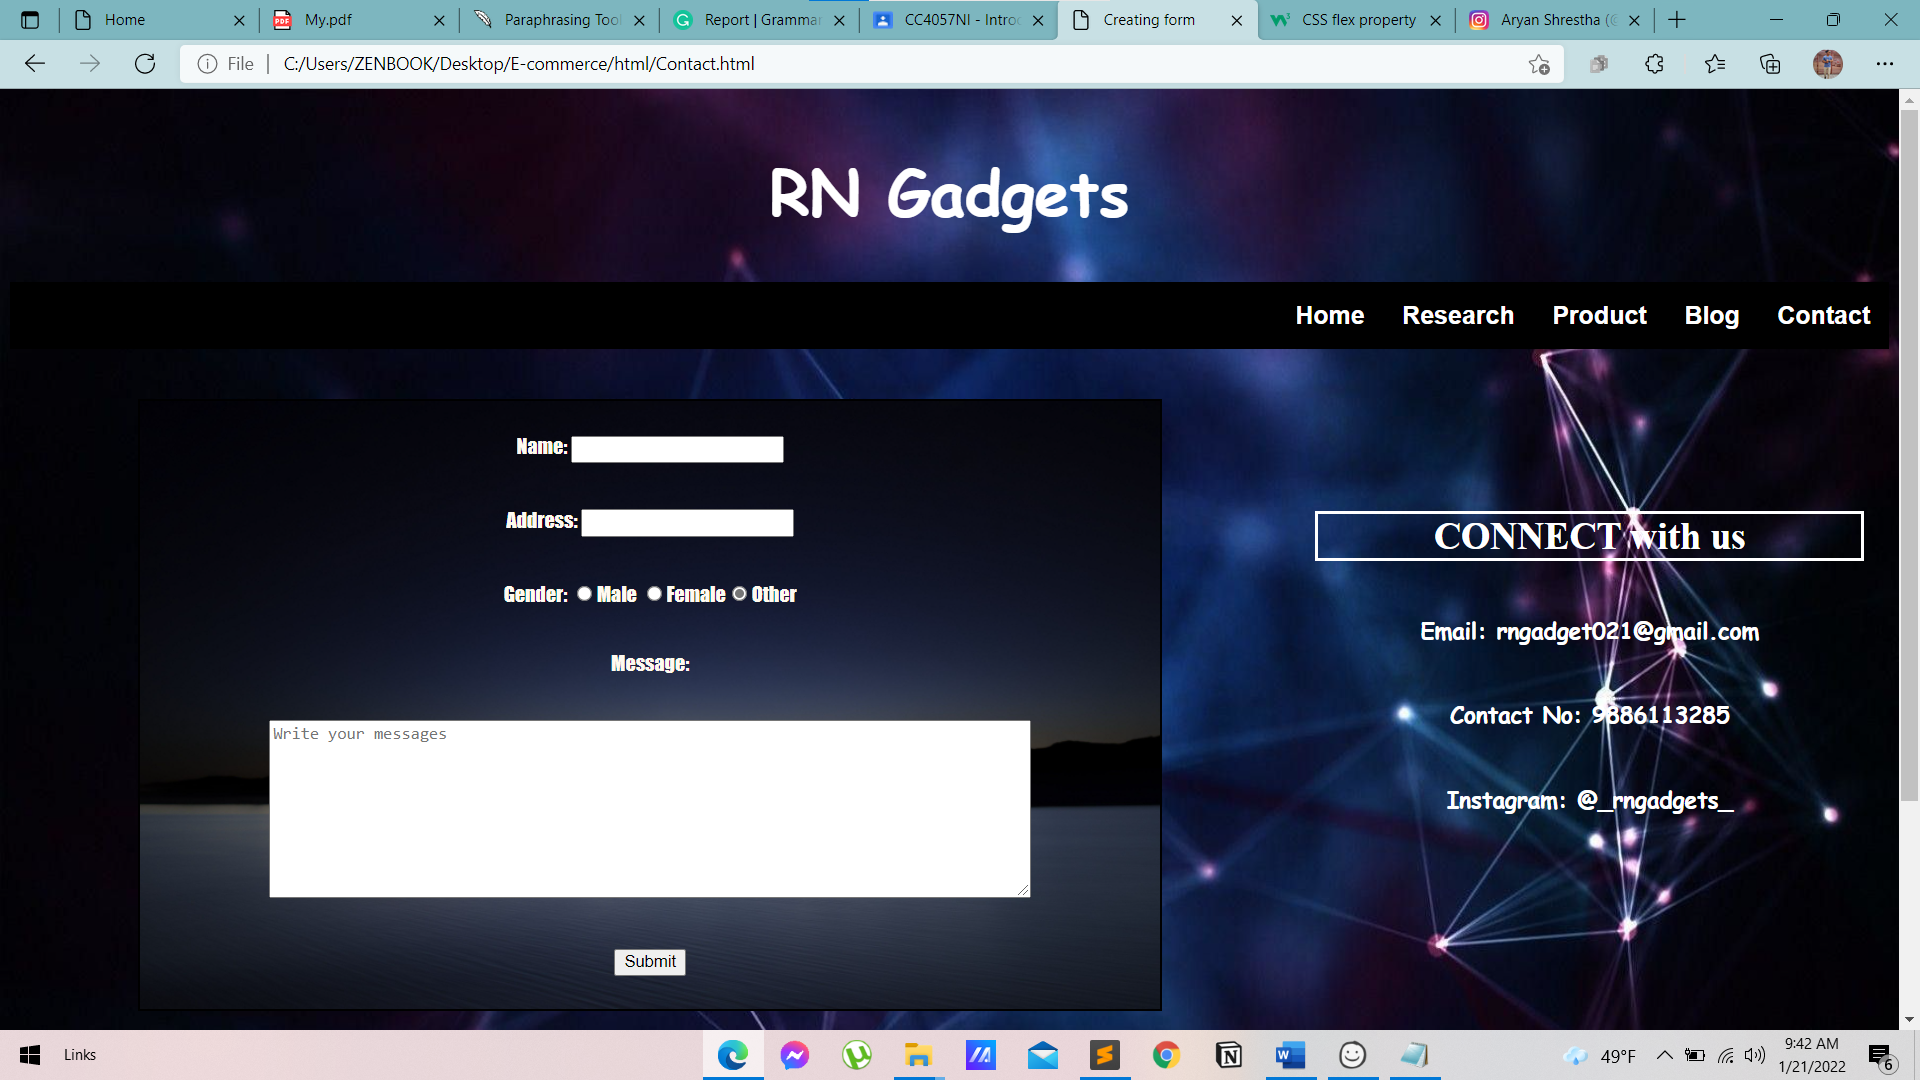 Home
My.pdf
Paraphrasing Tool
Report | Grammar
CC4057NI - Introd
Creating form
CSS flex property
Aryan Shrestha (@
File
C:/Users/ZENBOOK/Desktop/E-commerce/html/Contact.html
RN Gadgets
Home Research Product Blog Contact
Name:
Address:
Gender: Male Female Other
Message:
Write your messages
Submit
CONNECT with us
Email: rngadget021@gmail.com
Contact No: 9886113285
Instagram: @_rngadgets_
Links
49°F
9:42 AM
1/21/2022
6